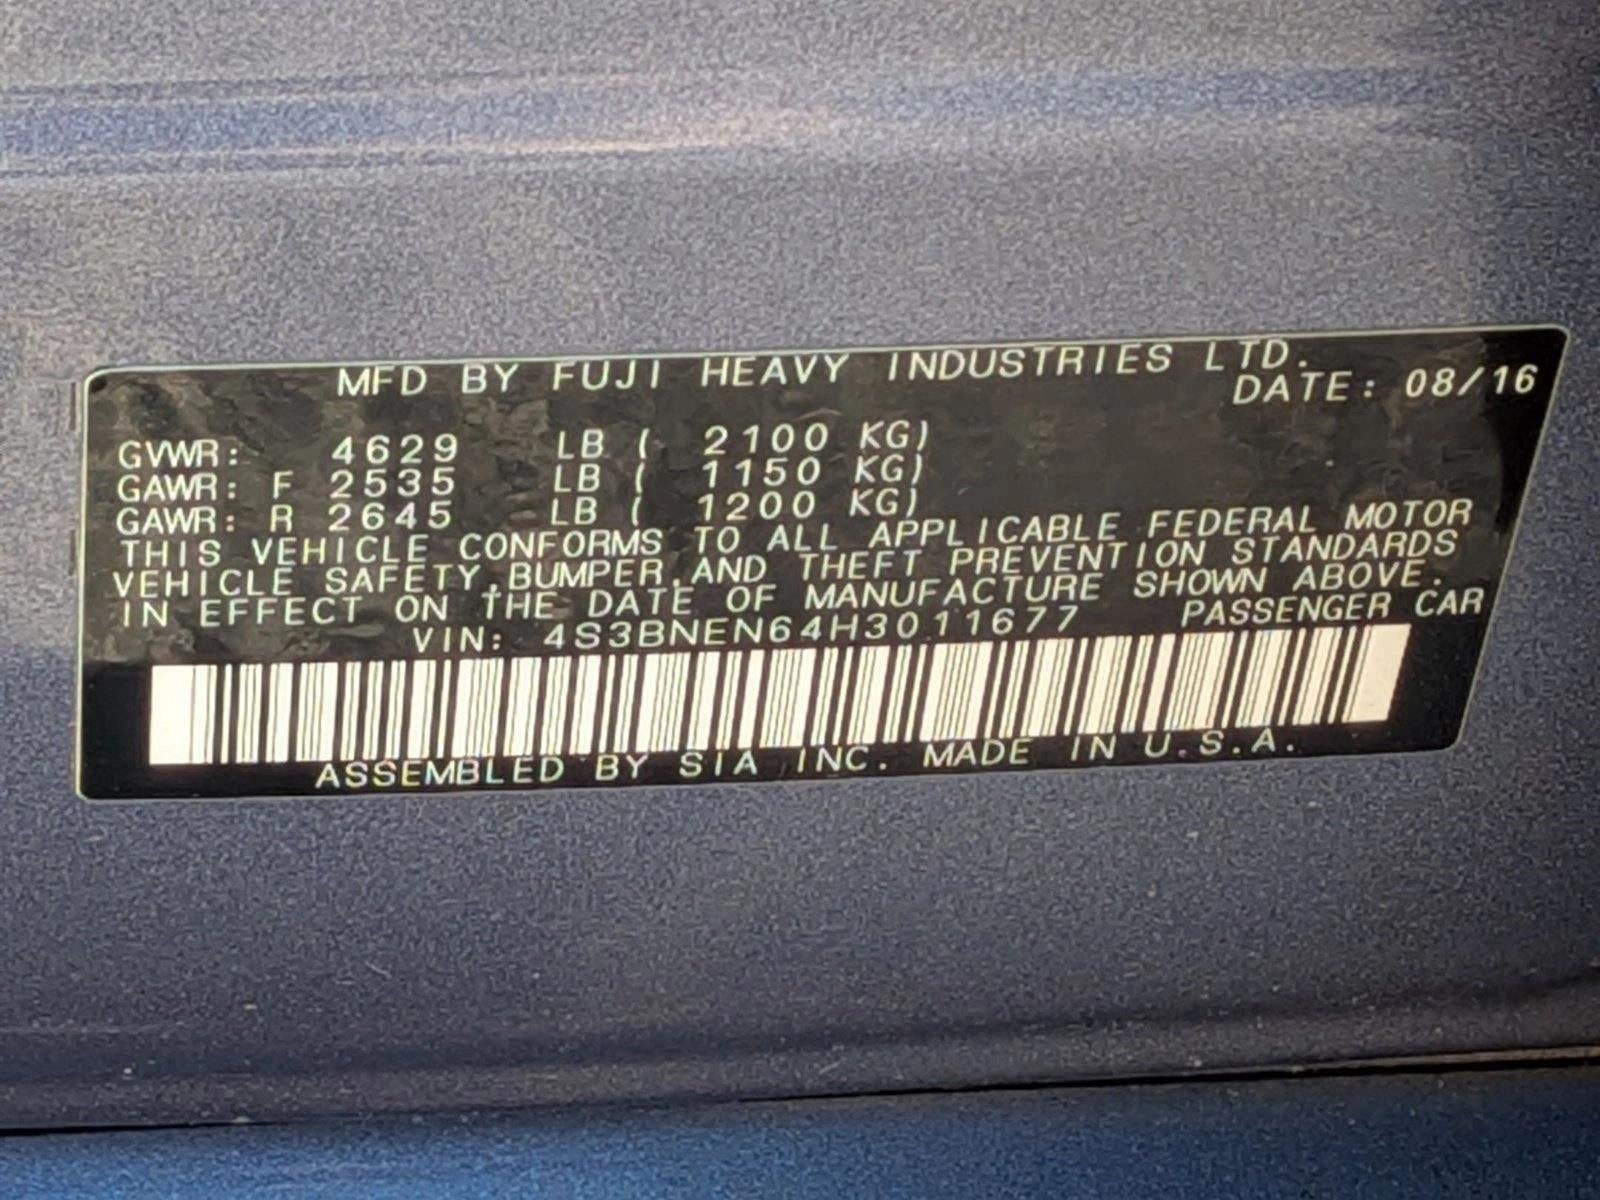 MFD BY FUJI HEAVY INDUSTRIES LTD.
DATE: 08/16
GVWR: 4629 LB ( 2100 KG)
GAWR: F 2535 LB ( 1150 KG)
GAWR: R 2645 LB ( 1200 KG)
THIS VEHICLE CONFORMS TO ALL APPLICABLE FEDERAL MOTOR
VEHICLE SAFETY,BUMPER,AND THEFT PREVENTION STANDARDS
IN EFFECT ON THE DATE OF MANUFACTURE SHOWN ABOVE.
VIN: 4S3BNEN64H3011677 PASSENGER CAR
ASSEMBLED BY SIA INC. MADE IN U.S.A.